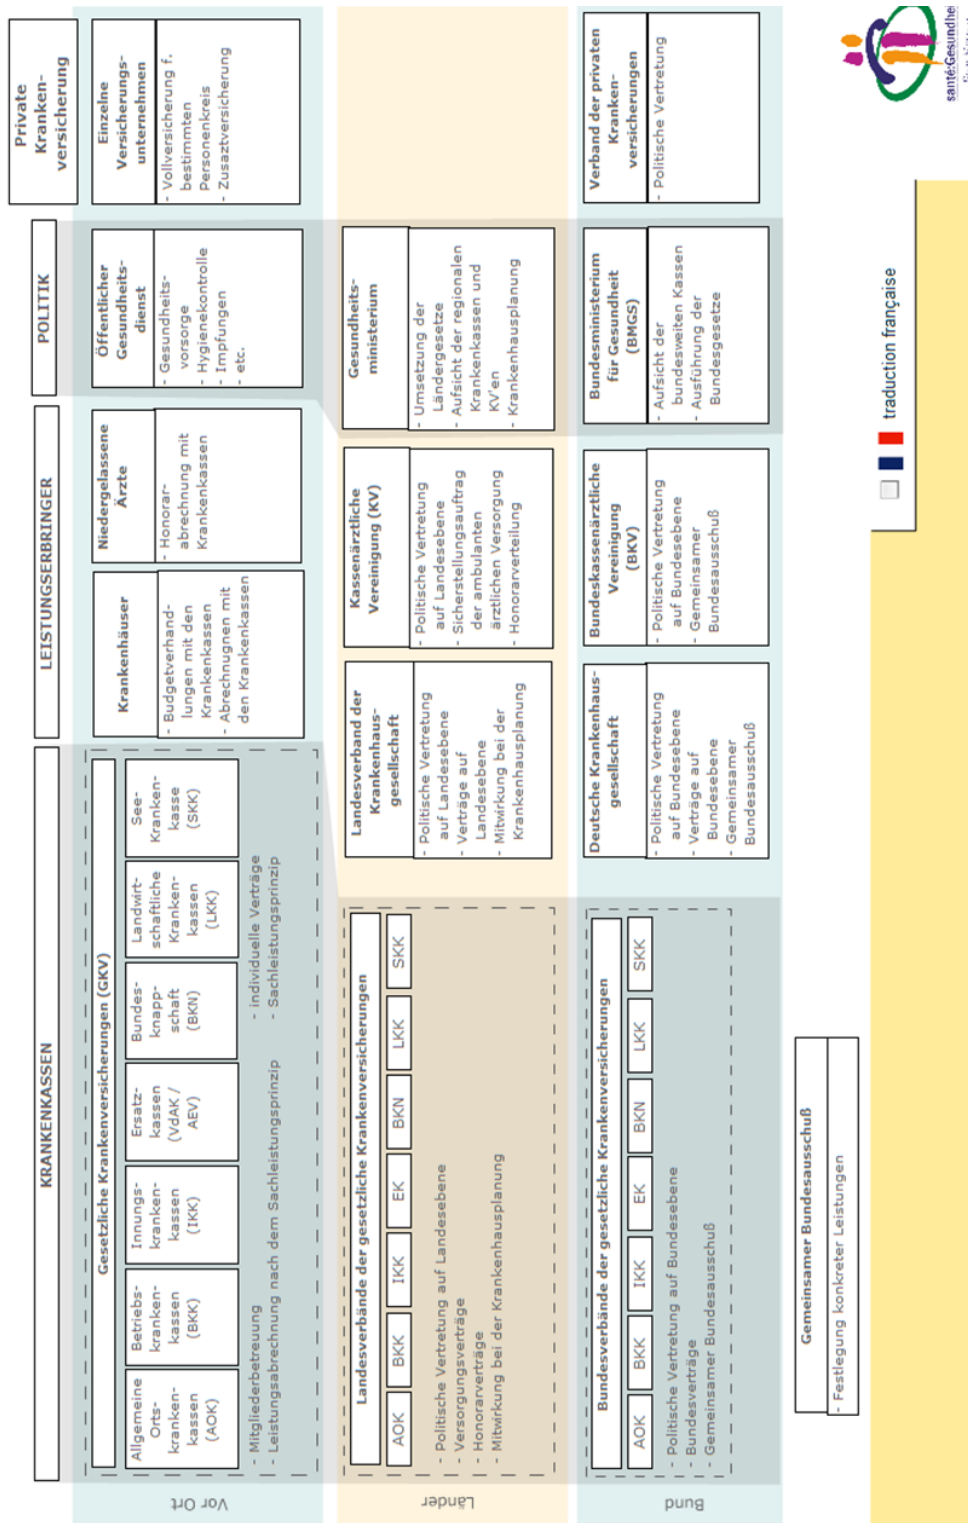 KRANKENKASSEN
LEISTUNGSERBRINGER
POLITIK
Private
Kranken-
versicherung
Vor Ort
Gesetzliche Krankenversicherungen (GKV)
Allgemeine
Orts-
kranken-
kassen
(AOK)
Betriebs-
kranken-
kassen
(BKK)
Innungs-
kranken-
kassen
(IKK)
Ersatz-
kassen
(VdAK /
AEV)
Bundes-
knapp-
schaft
(BKN)
Landwirt-
schaftliche
Kranken-
kassen
(LKK)
See-
Kranken-
kasse
(SKK)
- Mitgliederbetreuung
- Leistungsabrechnung nach dem Sachleistungsprinzip
- individuelle Verträge
- Sachleistungsprinzip
Krankenhäuser
- Budgetverhand-
lungen mit den
Krankenkassen
- Abrechnugnen mit
den Krankenkassen
Niedergelassene
Ärzte
- Honorar-
abrechnung mit
Krankenkassen
Öffentlicher
Gesundheits-
dienst
- Gesundheits-
vorsorge
- Hygienekontrolle
- Impfungen
- etc.
Einzelne
Versicherungs-
unternehmen
- Vollversicherung f.
bestimmten
Personenkreis
- Zusaztversicherung
Länder
Landesverbände der gesetzliche Krankenversicherungen
AOK
BKK
IKK
EK
BKN
LKK
SKK
- Politische Vertretung auf Landesebene
- Versorgungsverträge
- Honorarverträge
- Mitwirkung bei der Krankenhausplanung
Landesverband der
Krankenhaus-
gesellschaft
- Politische Vertretung
auf Landesebene
- Verträge auf
Landesebene
- Mitwirkung bei der
Krankenhausplanung
Kassenärztliche
Vereinigung (KV)
- Politische Vertretung
auf Landesebene
- Sicherstellungsauftrag
der ambulanten
ärztlichen Versorgung
- Honorarverteilung
Gesundheits-
ministerium
- Umsetzung der
Ländergesetze
- Aufsicht der regionalen
Krankenkassen und
KV'en
- Krankenhausplanung
Bund
Bundesverbände der gesetzliche Krankenversicherungen
AOK
BKK
IKK
EK
BKN
LKK
SKK
- Politische Vertretung auf Bundesebene
- Bundesverträge
- Gemeinsamer Bundesausschuß
Deutsche Krankenhaus-
gesellschaft
- Politische Vertretung
auf Bundesebene
- Verträge auf
Bundesebene
- Gemeinsamer
Bundesausschuß
Bundeskassenärztliche
Vereinigung
(BKV)
- Politische Vertretung
auf Bundesebene
- Gemeinsamer
Bundesausschuß
Bundesministerium
für Gesundheit
(BMGS)
- Aufsicht der
bundesweiten Kassen
- Ausführung der
Bundesgesetze
Verband der privaten
Kranken-
versicherungen
- Politische Vertretung
Gemeinsamer Bundesausschuß
- Festlegung konkreter Leistungen
traduction française
santé:Gesundhe